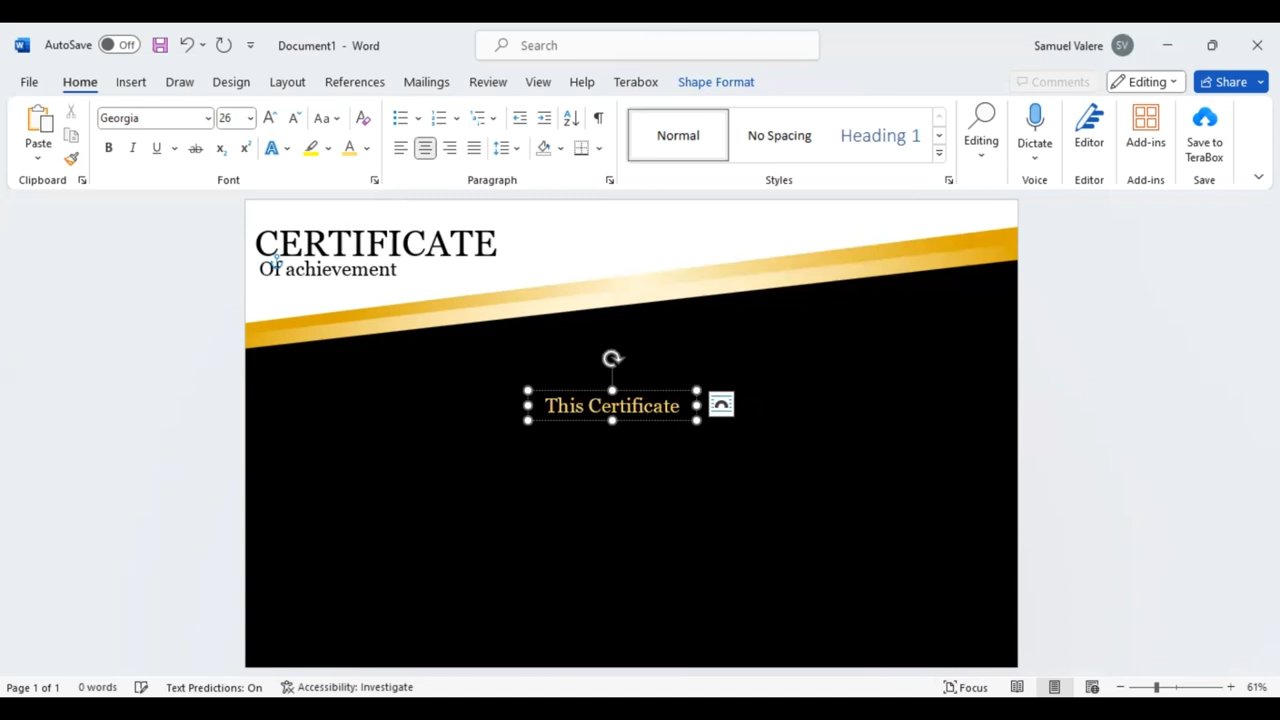 AutoSave Off Document1 - Word Search Samuel Valere SV
File Home Insert Draw Design Layout References Mailings Review View Help Terabox Shape Format Comments Editing Share
Paste Georgia 26 Aa Normal No Spacing Heading 1 Editing Dictate Editor Add-ins Save to TeraBox
Clipboard Font Paragraph Styles Voice Editor Add-ins Save
CERTIFICATE
Of achievement
This Certificate
Page 1 of 1 0 words Text Predictions: On Accessibility: Investigate Focus 61%